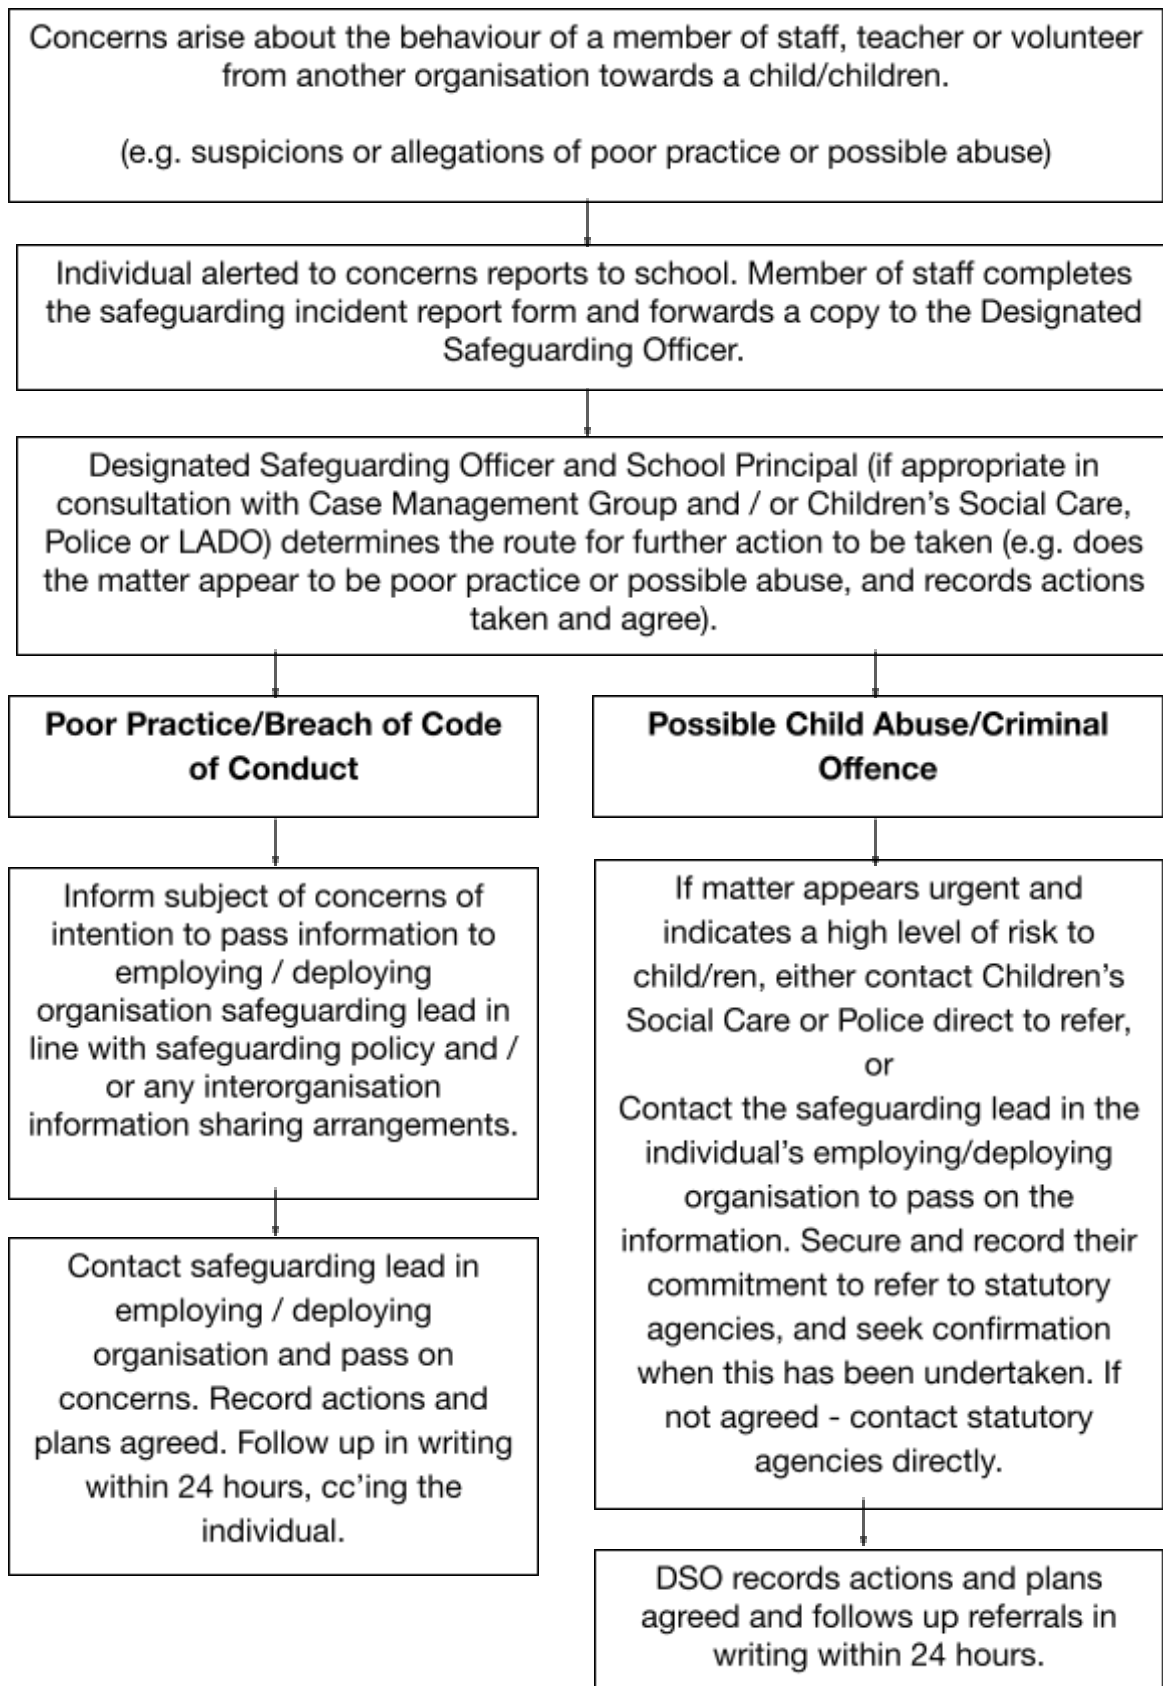 Concerns arise about the behaviour of a member of staff, teacher or volunteer
from another organisation towards a child/children.
(e.g. suspicions or allegations of poor practice or possible abuse)
Individual alerted to concerns reports to school. Member of staff completes
the safeguarding incident report form and forwards a copy to the Designated
Safeguarding Officer.
Designated Safeguarding Officer and School Principal (if appropriate in
consultation with Case Management Group and / or Children’s Social Care,
Police or LADO) determines the route for further action to be taken (e.g. does
the matter appear to be poor practice or possible abuse, and records actions
taken and agree).
Poor Practice/Breach of Code
of Conduct
Inform subject of concerns of
intention to pass information to
employing / deploying
organisation safeguarding lead in
line with safeguarding policy and /
or any interorganisation
information sharing arrangements.
Contact safeguarding lead in
employing / deploying
organisation and pass on
concerns. Record actions and
plans agreed. Follow up in writing
within 24 hours, cc’ing the
individual.
Possible Child Abuse/Criminal
Offence
If matter appears urgent and
indicates a high level of risk to
child/ren, either contact Children’s
Social Care or Police direct to refer,
or
Contact the safeguarding lead in the
individual’s employing/deploying
organisation to pass on the
information. Secure and record their
commitment to refer to statutory
agencies, and seek confirmation
when this has been undertaken. If
not agreed - contact statutory
agencies directly.
DSO records actions and plans
agreed and follows up referrals in
writing within 24 hours.